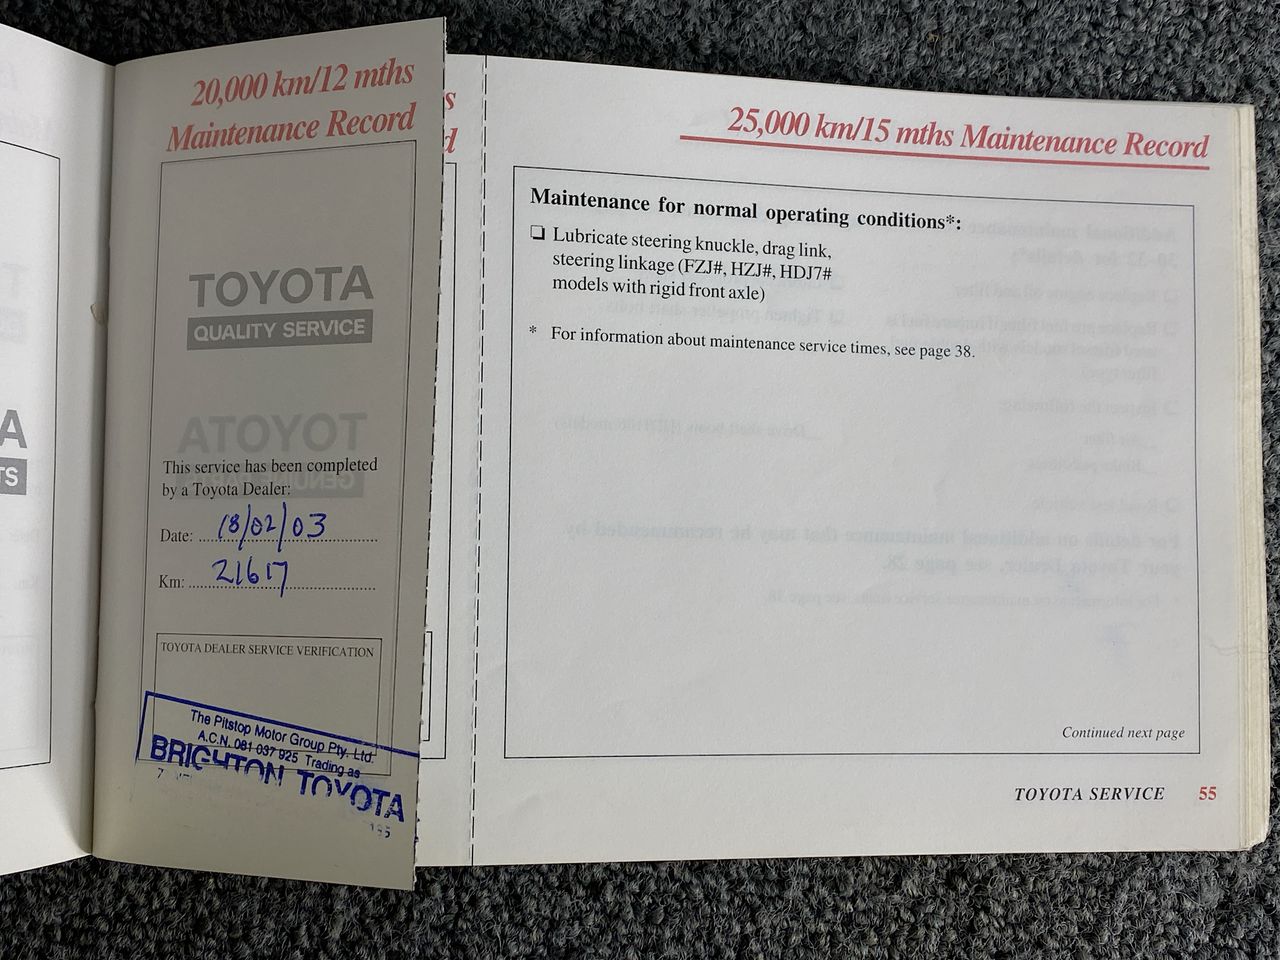 20,000 km/12 mths
Maintenance Record
TOYOTA
QUALITY SERVICE
This service has been completed
by a Toyota Dealer:
Date: 18/02/03
Km: 21617
TOYOTA DEALER SERVICE VERIFICATION
The Pitstop Motor Group Pty. Ltd.
A.C.N. 081 037 925 Trading as
BRIGHTON TOYOTA
25,000 km/15 mths Maintenance Record
Maintenance for normal operating conditions*:
❏ Lubricate steering knuckle, drag link,
steering linkage (FZJ#, HZJ#, HDJ7#
models with rigid front axle)
* For information about maintenance service times, see page 38.
Continued next page
TOYOTA SERVICE 55